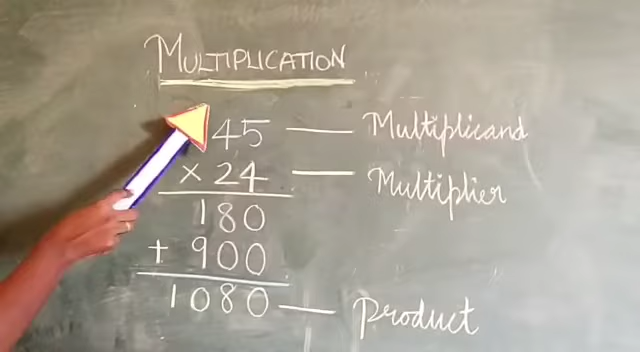 MULTIPLICATION
45 — Multiplicand
× 24 — Multiplier
180
+ 900
1080 — Product